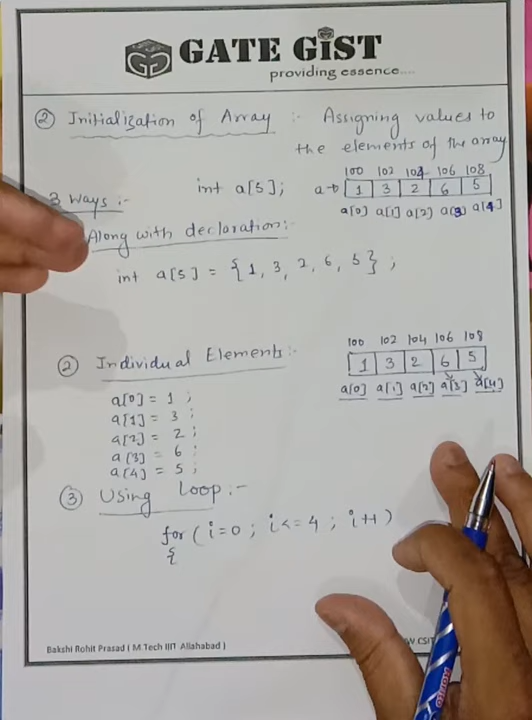 GATE GiST
providing essence....
② Initialization of Array :- Assigning values to
the elements of the array
3 Ways :-
int a[5];
100 102 104 106 108
a→ 1 3 2 6 5
a[0] a[1] a[2] a[3] a[4]
Along with declaration:-
int a[5] = {1, 3, 2, 6, 5} ;
② Individual Elements :-
100 102 104 106 108
1 3 2 6 5
a[0] a[1] a[2] a[3] a[4]
a[0] = 1 ;
a[1] = 3 ;
a[2] = 2 ;
a[3] = 6 ;
a[4] = 5 ;
③ Using Loop :-
for ( i=0 ; i<=4 ; i++ )
{
Bakshi Rohit Prasad ( M Tech IIIT Allahabad )